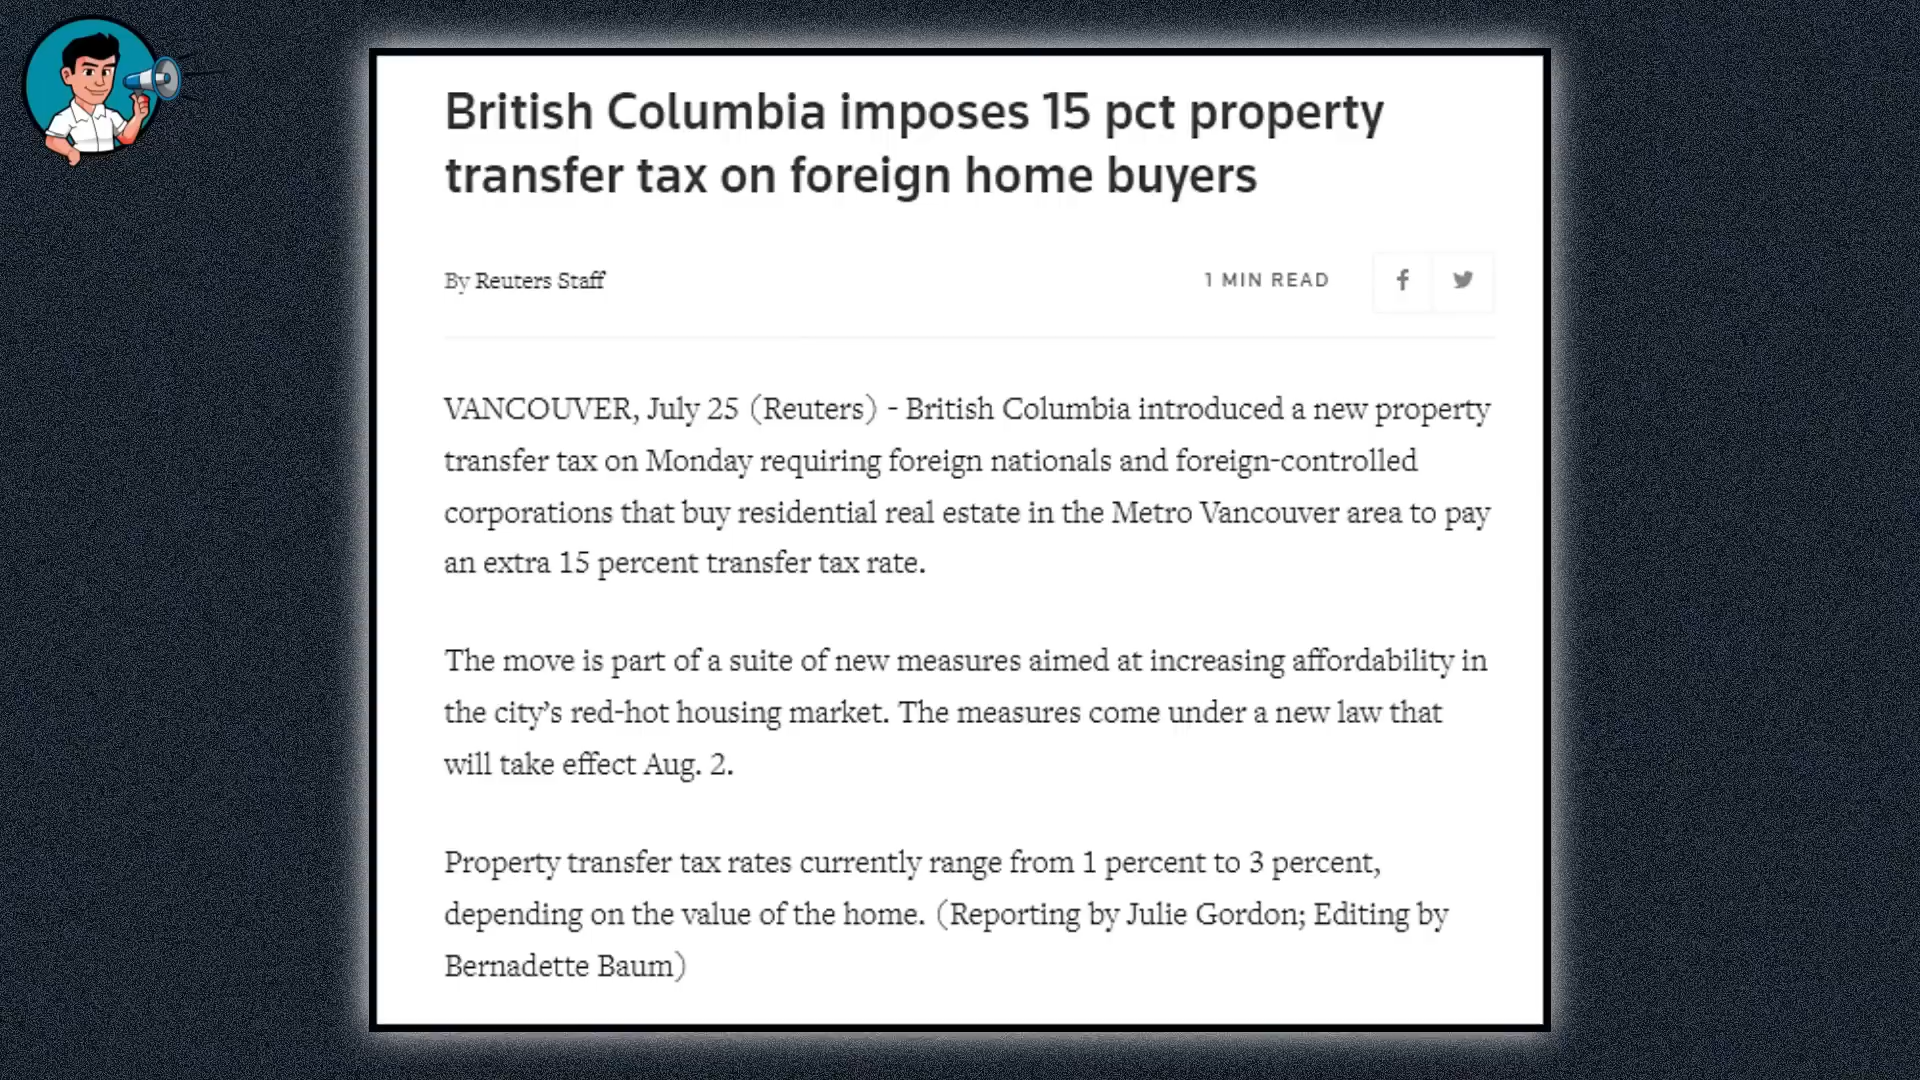 British Columbia imposes 15 pct property
transfer tax on foreign home buyers
By Reuters Staff
1 MIN READ
VANCOUVER, July 25 (Reuters) - British Columbia introduced a new property
transfer tax on Monday requiring foreign nationals and foreign-controlled
corporations that buy residential real estate in the Metro Vancouver area to pay
an extra 15 percent transfer tax rate.
The move is part of a suite of new measures aimed at increasing affordability in
the city’s red-hot housing market. The measures come under a new law that
will take effect Aug. 2.
Property transfer tax rates currently range from 1 percent to 3 percent,
depending on the value of the home. (Reporting by Julie Gordon; Editing by
Bernadette Baum)